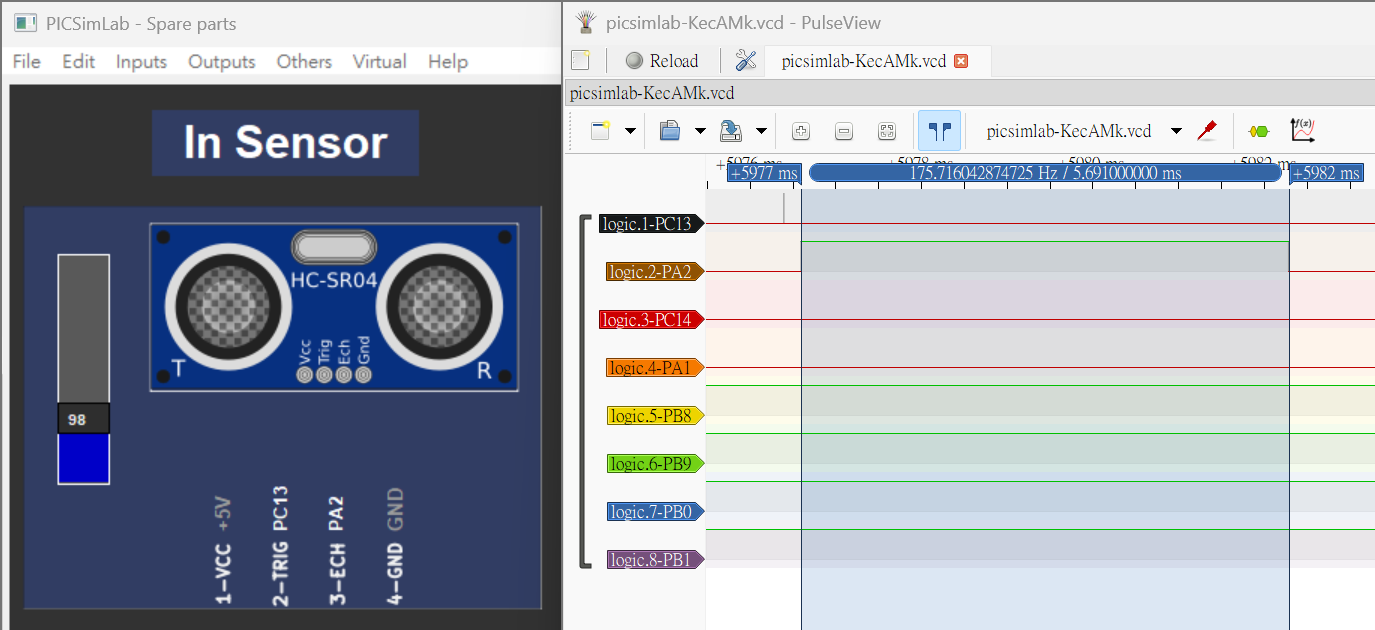 PICSimLab - Spare parts
File Edit Inputs Outputs Others Virtual Help
In Sensor
HC-SR04
Vcc
Trig
Ech
Gnd
T
R
98
1-VCC +5V
2-TRIG PC13
3-ECH PA2
4-GND GND
picsimlab-KecAMk.vcd - PulseView
Reload
picsimlab-KecAMk.vcd
picsimlab-KecAMk.vcd
picsimlab-KecAMk.vcd
f(x)
+5976 ms +5978 ms +5980 ms +5982 ms
+5977 ms 175.716042874725 Hz / 5.691000000 ms +5982 ms
logic.1-PC13
logic.2-PA2
logic.3-PC14
logic.4-PA1
logic.5-PB8
logic.6-PB9
logic.7-PB0
logic.8-PB1